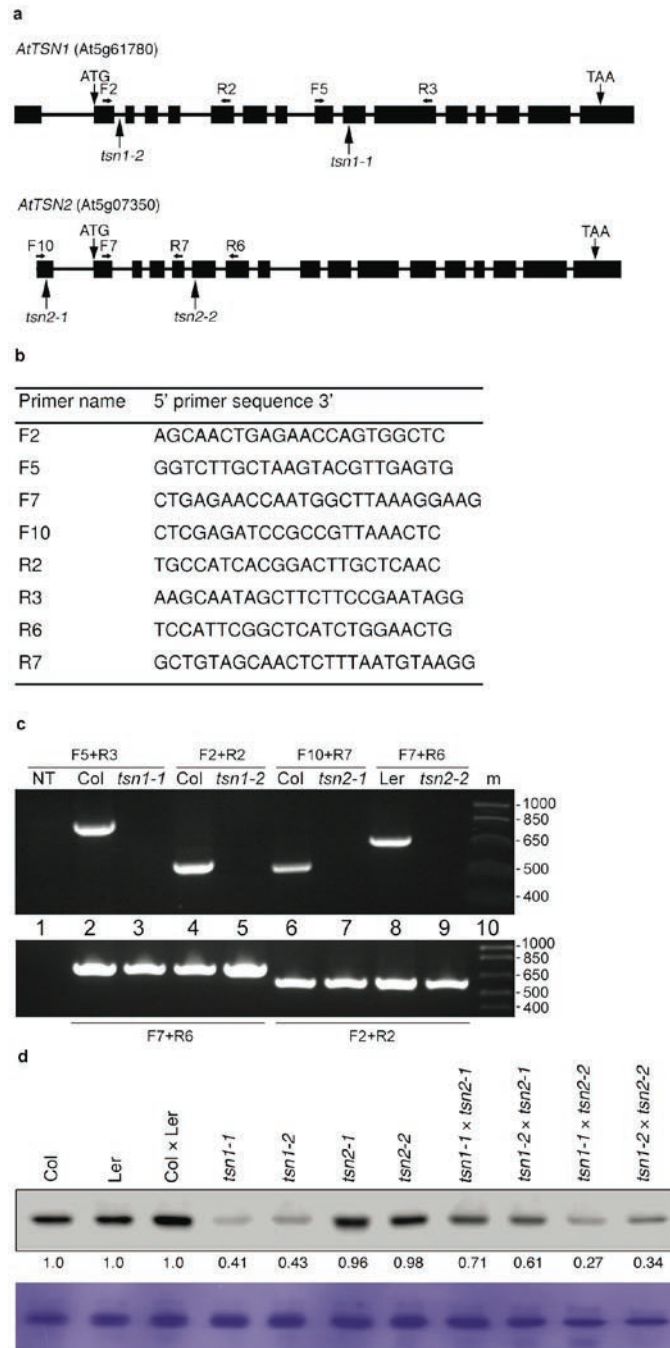 a
AtTSN1 (At5g61780)
ATG
F2 R2 F5 R3 TAA
tsn1-2 tsn1-1
AtTSN2 (At5g07350)
ATG TAA
F10 F7 R7 R6
tsn2-1 tsn2-2
b
Primer name 5' primer sequence 3'
F2 AGCAACTGAGAACCAGTGGCTC
F5 GGTCTTGCTAAGTACGTTGAGTG
F7 CTGAGAACCAATGGCTTAAAGGAAG
F10 CTCGAGATCCGCCGTTAAACTC
R2 TGCCATCACGGACTTGCTCAAC
R3 AAGCAATAGCTTCTTCCGAATAGG
R6 TCCATTCGGCTCATCTGGAACTG
R7 GCTGTAGCAACTCTTTAATGTAAGG
c
F5+R3 F2+R2 F10+R7 F7+R6
NT Col tsn1-1 Col tsn1-2 Col tsn2-1 Ler tsn2-2 m
-1000
-850
-650
-500
-400
1 2 3 4 5 6 7 8 9 10
-1000
-850
-650
-500
-400
F7+R6 F2+R2
d
Col Ler Col × Ler tsn1-1 tsn1-2 tsn2-1 tsn2-2 tsn1-1 × tsn2-1 tsn1-2 × tsn2-1 tsn1-1 × tsn2-2 tsn1-2 × tsn2-2
1.0 1.0 1.0 0.41 0.43 0.96 0.98 0.71 0.61 0.27 0.34